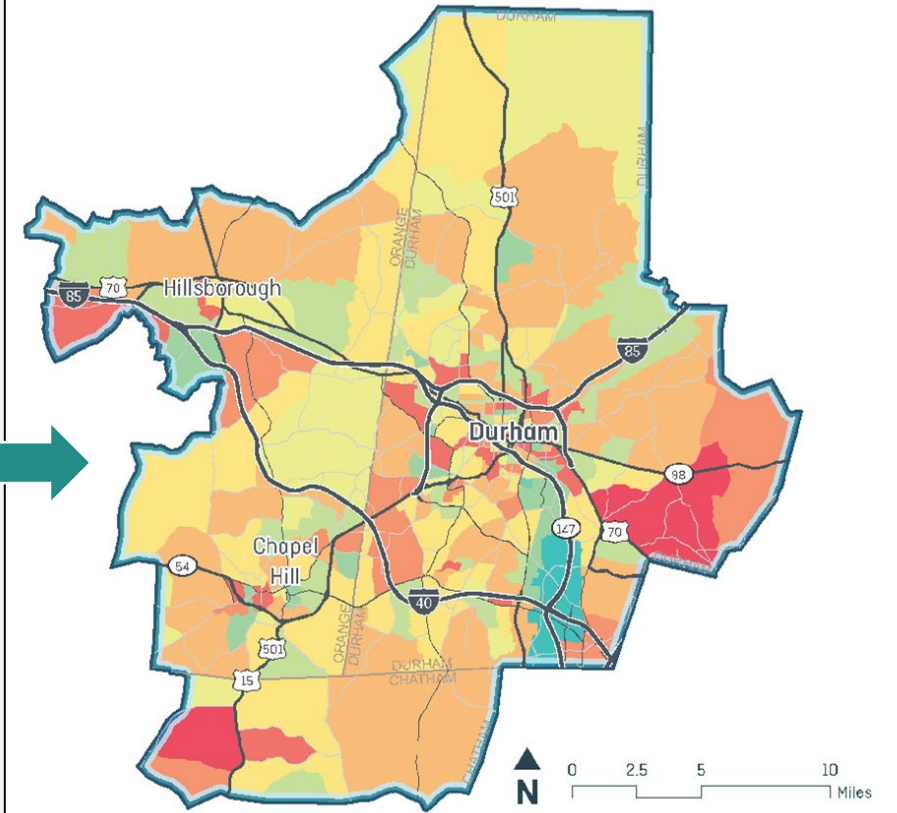 DURHAM
DURHAM
501
ORANGE
DURHAM
Hillsborough
85
70
85
Durham
98
147
70
Chapel
Hill
54
40
ORANGE
DURHAM
501
15
DURHAM
CHATHAM
CHATHAM
N
0 2.5 5 10
Miles